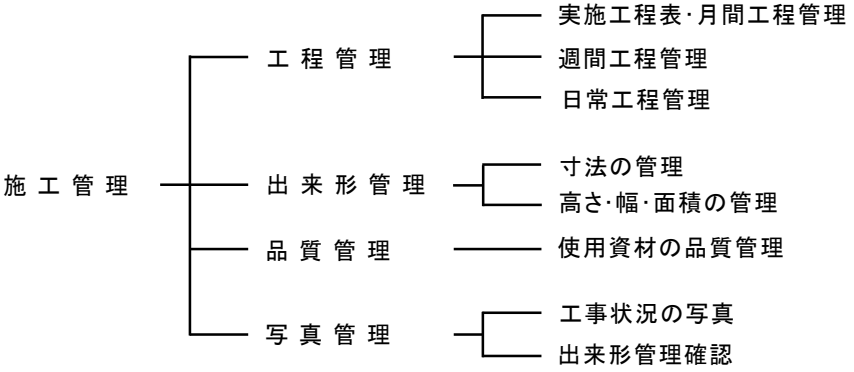 施工管理
工程管理
実施工程表・月間工程管理
週間工程管理
日常工程管理
出来形管理
寸法の管理
高さ・幅・面積の管理
品質管理
使用資材の品質管理
写真管理
工事状況の写真
出来形管理確認